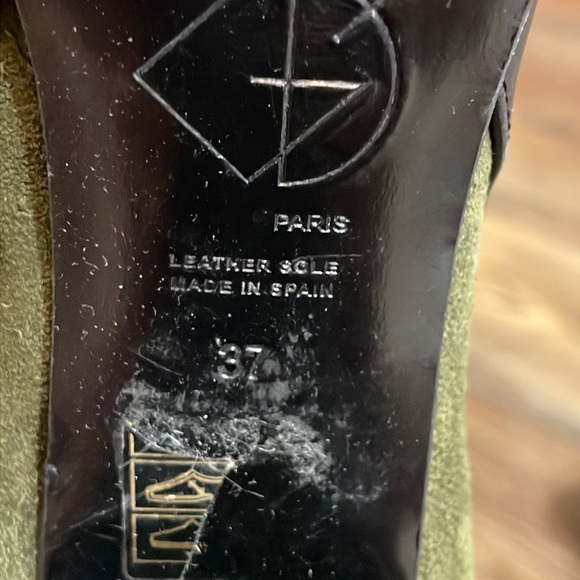 PARIS
LEATHER SOLE
MADE IN SPAIN
37